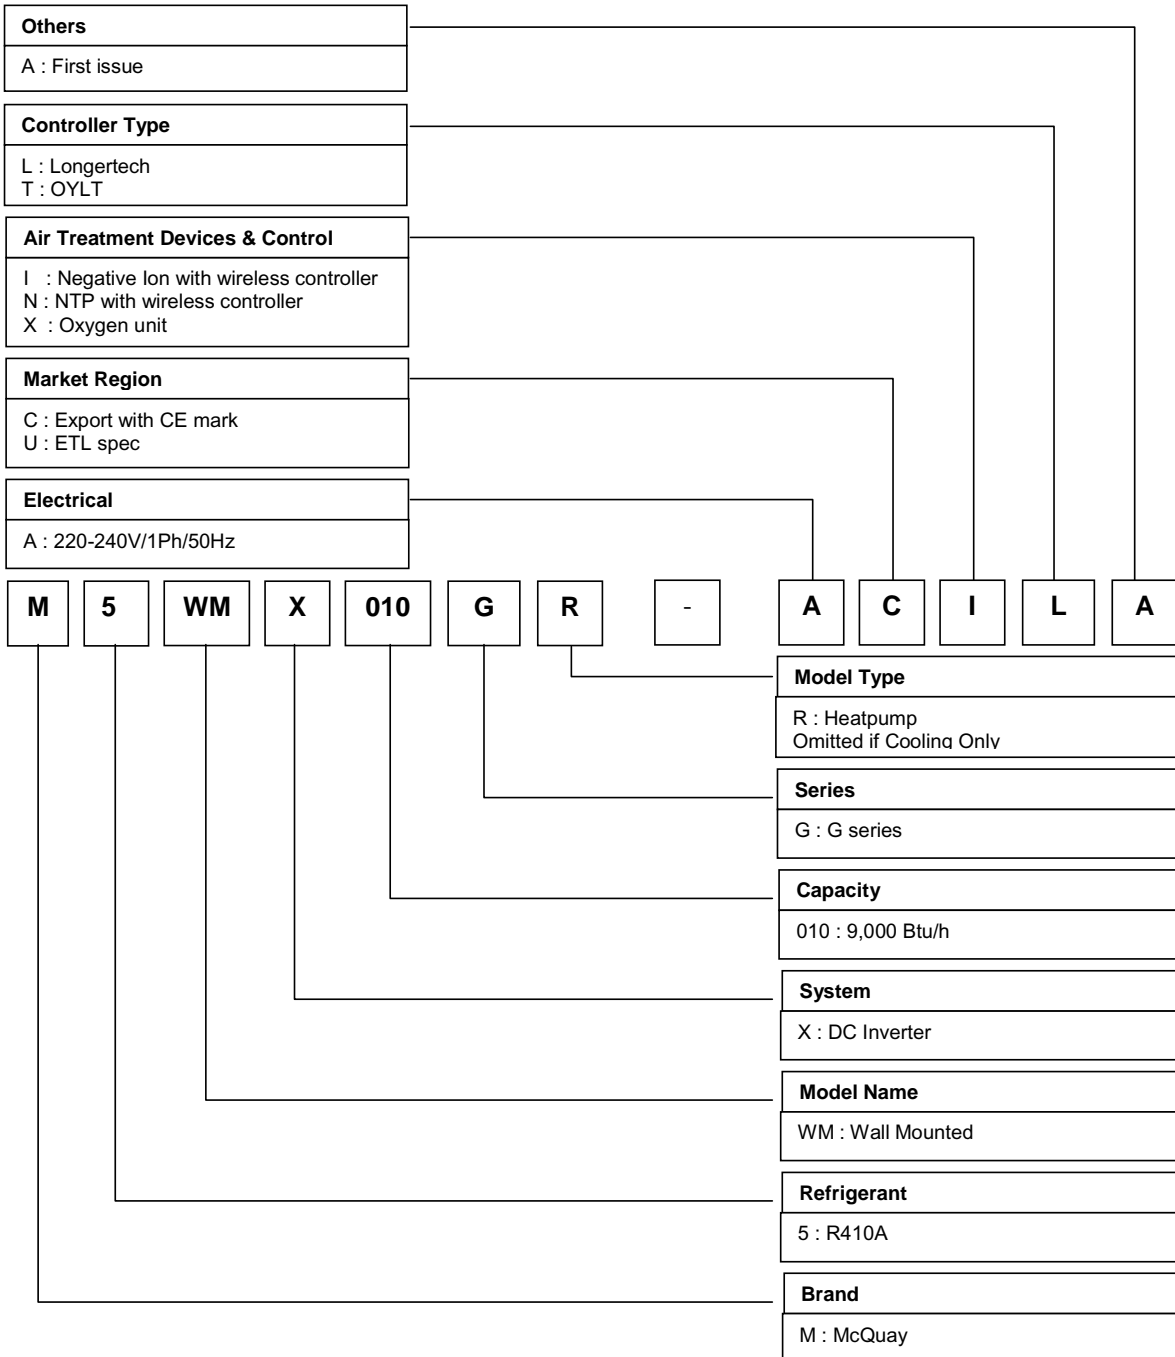 Others
A : First issue
Controller Type
L : Longertech
T : OYLT
Air Treatment Devices & Control
I : Negative Ion with wireless controller
N : NTP with wireless controller
X : Oxygen unit
Market Region
C : Export with CE mark
U : ETL spec
Electrical
A : 220-240V/1Ph/50Hz
M 5 WM X 010 G R - A C I L A
Model Type
R : Heatpump
Omitted if Cooling Only
Series
G : G series
Capacity
010 : 9,000 Btu/h
System
X : DC Inverter
Model Name
WM : Wall Mounted
Refrigerant
5 : R410A
Brand
M : McQuay